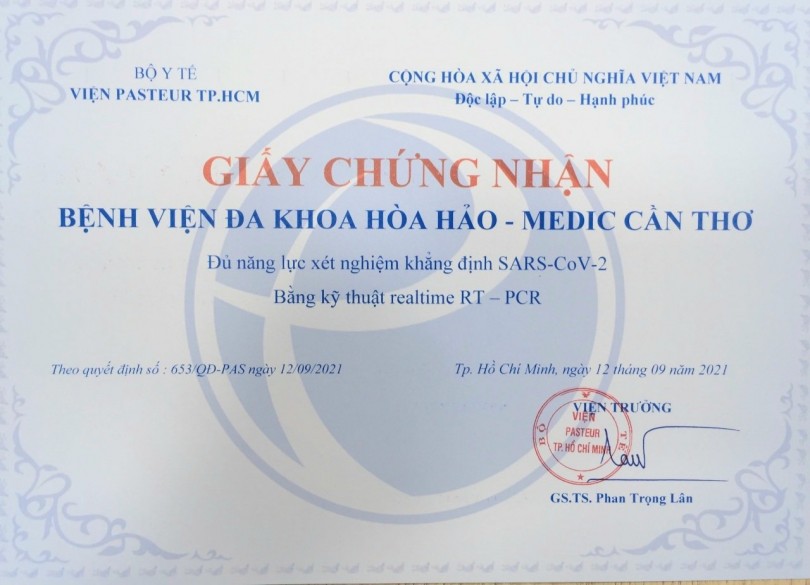 BỘ Y TẾ
VIỆN PASTEUR TP.HCM
CỘNG HÒA XÃ HỘI CHỦ NGHĨA VIỆT NAM
Độc lập – Tự do – Hạnh phúc
GIẤY CHỨNG NHẬN
BỆNH VIỆN ĐA KHOA HÒA HẢO - MEDIC CẦN THƠ
Đủ năng lực xét nghiệm khẳng định SARS-CoV-2
Bằng kỹ thuật realtime RT – PCR
Theo quyết định số : 653/QĐ-PAS ngày 12/09/2021
Tp. Hồ Chí Minh, ngày 12 tháng 09 năm 2021
VIỆN TRƯỞNG
BỘ Y TẾ
VIỆN
PASTEUR
TP. HỒ CHÍ MINH
GS.TS. Phan Trọng Lân